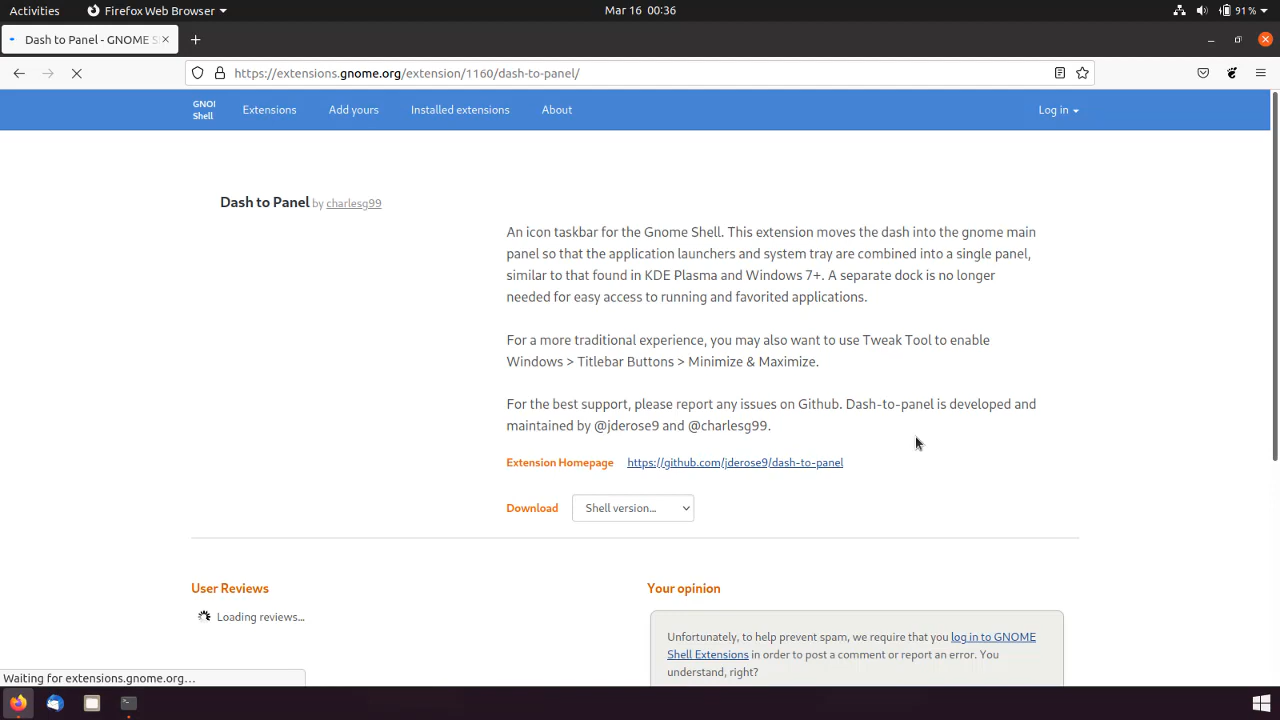 Activities
Firefox Web Browser
Mar 16 00:36
91 %
Dash to Panel - GNOME S
https://extensions.gnome.org/extension/1160/dash-to-panel/
GNOI
Shell
Extensions
Add yours
Installed extensions
About
Log in
Dash to Panel by charlesg99
An icon taskbar for the Gnome Shell. This extension moves the dash into the gnome main
panel so that the application launchers and system tray are combined into a single panel,
similar to that found in KDE Plasma and Windows 7+. A separate dock is no longer
needed for easy access to running and favorited applications.
For a more traditional experience, you may also want to use Tweak Tool to enable
Windows > Titlebar Buttons > Minimize & Maximize.
For the best support, please report any issues on Github. Dash-to-panel is developed and
maintained by @jderose9 and @charlesg99.
Extension Homepage
https://github.com/jderose9/dash-to-panel
Download
Shell version...
User Reviews
Loading reviews...
Your opinion
Unfortunately, to help prevent spam, we require that you log in to GNOME
Shell Extensions in order to post a comment or report an error. You
understand, right?
Waiting for extensions.gnome.org...